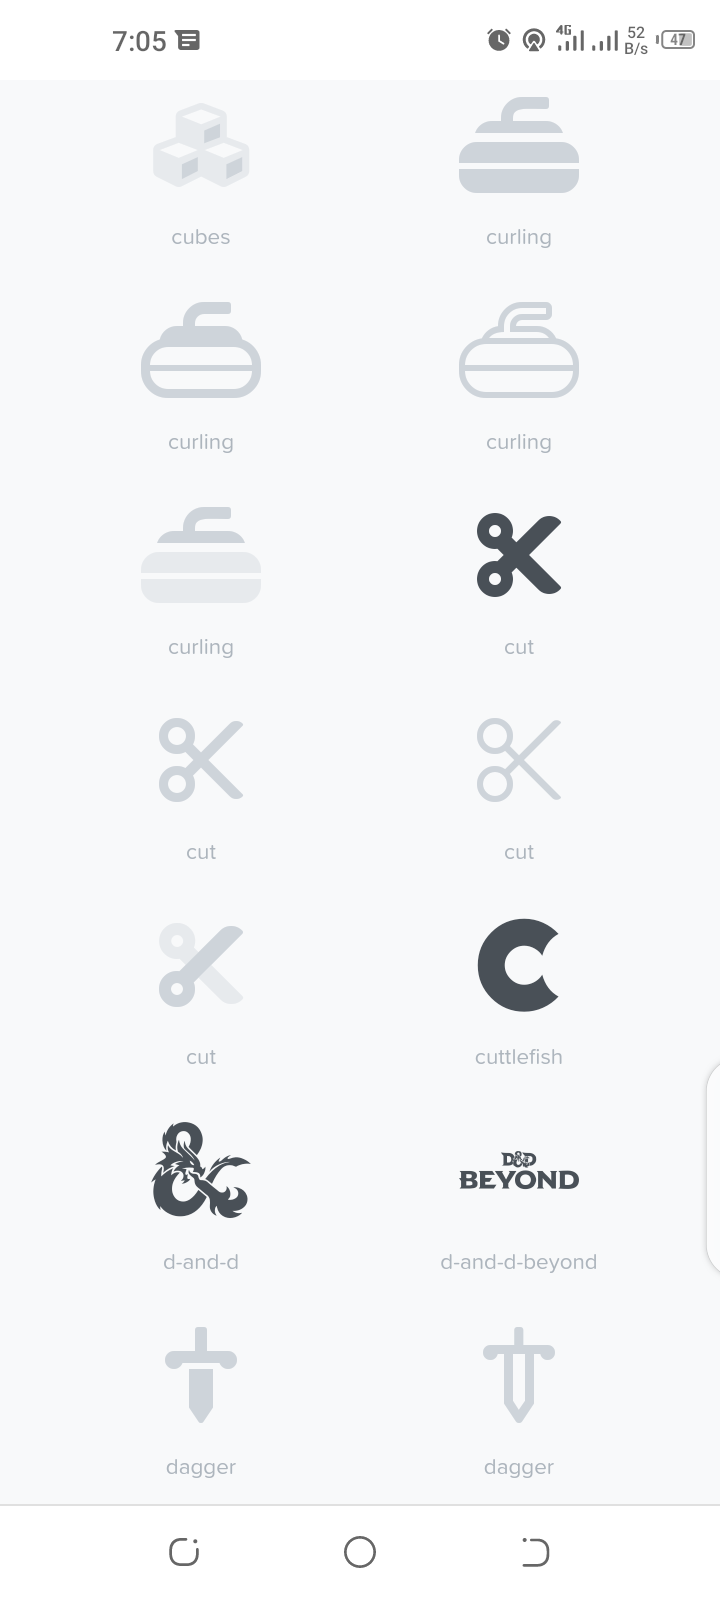 7:05 4G 52 B/s 47
cubes curling
curling curling
curling cut
cut cut
cut cuttlefish
D&D
BEYOND
d-and-d d-and-d-beyond
dagger dagger